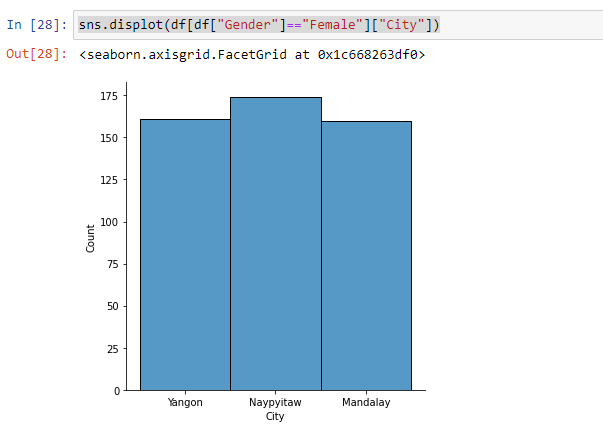 In [28]: sns.displot(df[df["Gender"]=="Female"]["City"])
Out[28]: <seaborn.axisgrid.FacetGrid at 0x1c668263df0>
175
150
125
100
75
50
25
0
Count
Yangon Naypyitaw Mandalay
City